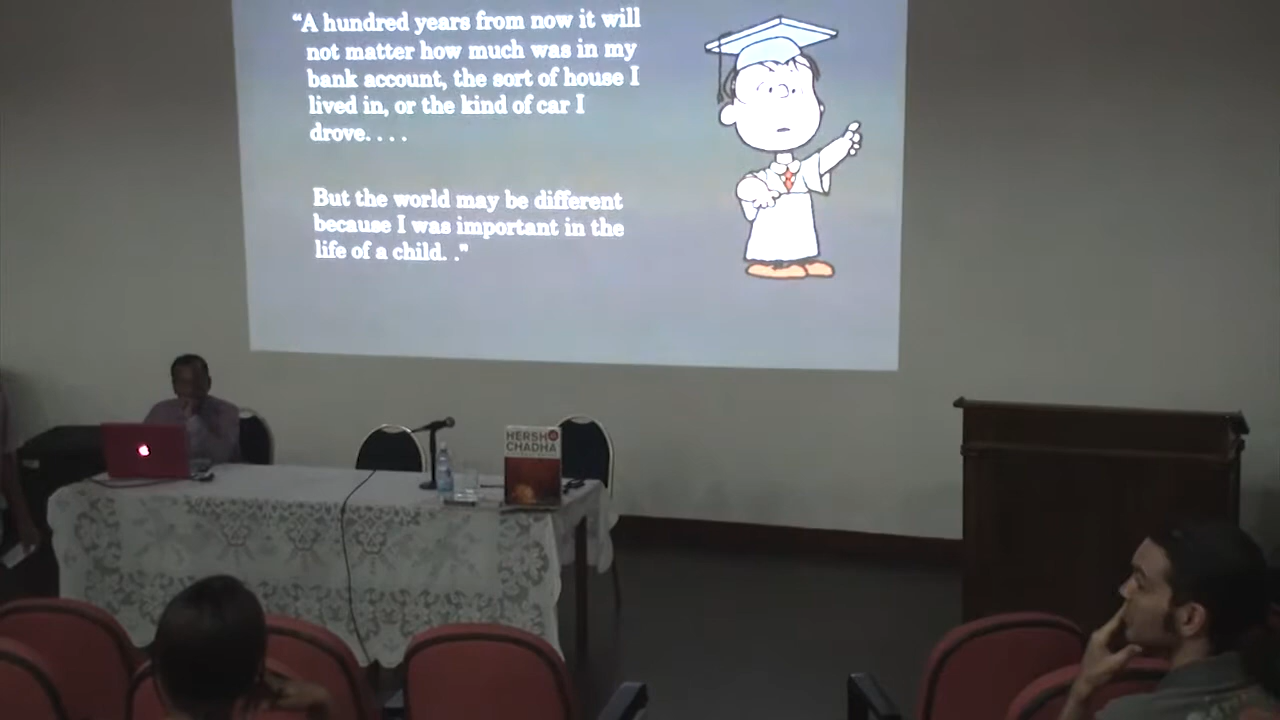 “A hundred years from now it will
not matter how much was in my
bank account, the sort of house I
lived in, or the kind of car I
drove. . . .
But the world may be different
because I was important in the
life of a child. .”
HERSH
CHADHA